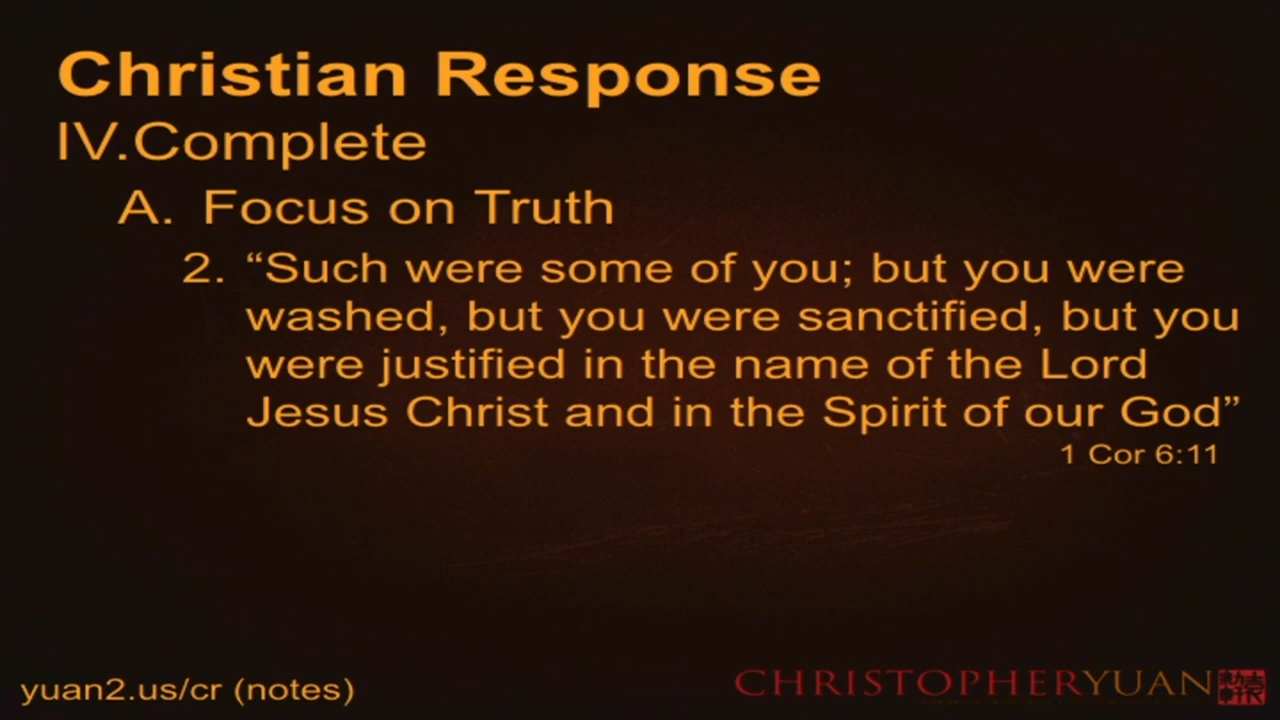 Christian Response
IV.Complete
A. Focus on Truth
2. “Such were some of you; but you were
washed, but you were sanctified, but you
were justified in the name of the Lord
Jesus Christ and in the Spirit of our God”
1 Cor 6:11
yuan2.us/cr (notes)
CHRISTOPHERYUAN